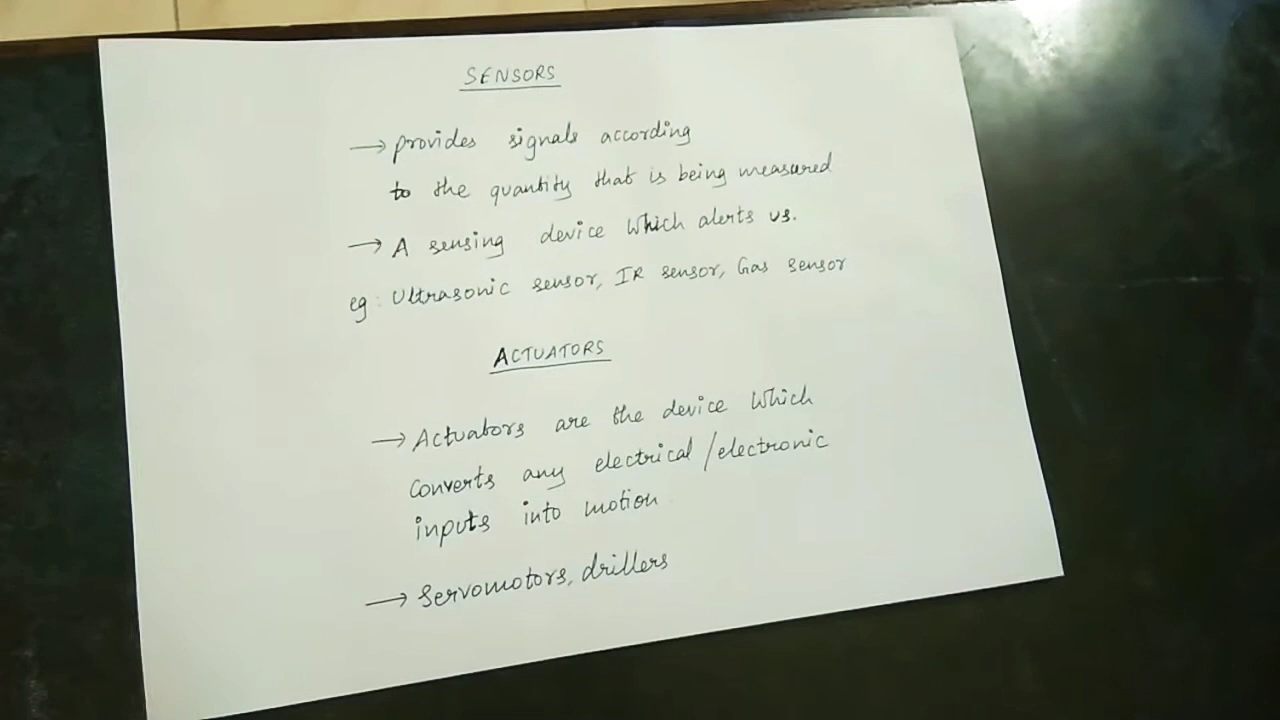 SENSORS
→ provides signals according
to the quantity that is being measured
→ A sensing device which alerts us.
eg: Ultrasonic sensor, IR sensor, Gas sensor
ACTUATORS
→ Actuators are the device which
converts any electrical/electronic
inputs into motion
→ Servomotors, drillers